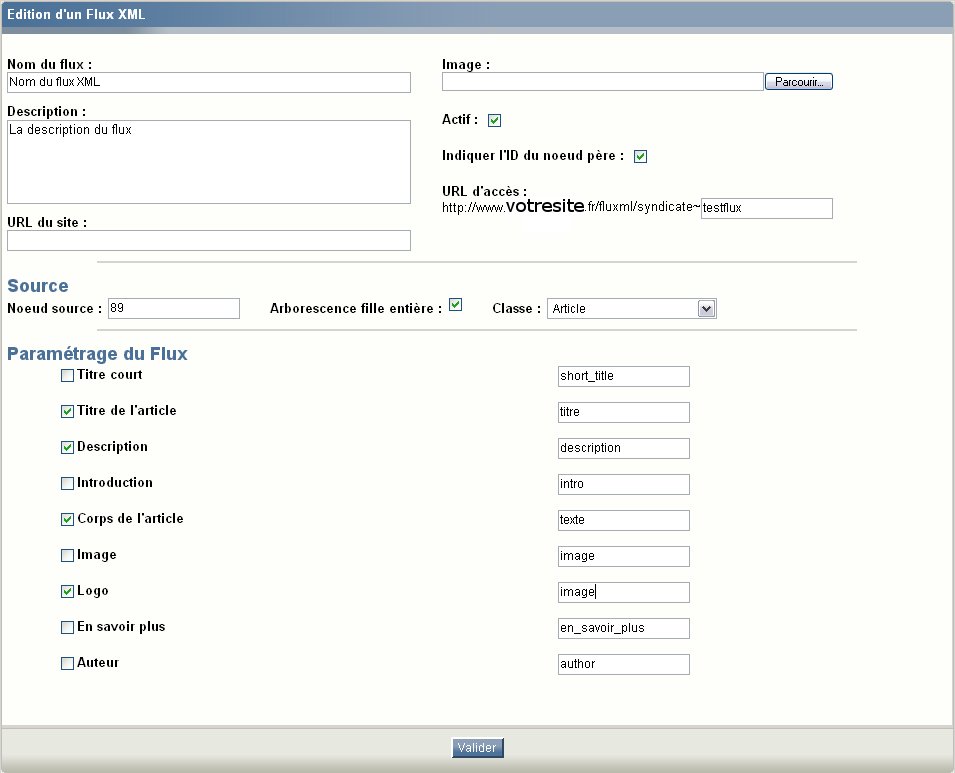 Edition d'un Flux XML
Nom du flux :
Nom du flux XML
Description :
La description du flux
URL du site :
Image :
Parcourir...
Actif :
Indiquer l'ID du noeud père :
URL d'accès :
http://www.votresite.fr/fluxml/syndicate~ testflux
Source
Noeud source : 89 Arborescence fille entière : Classe : Article
Paramétrage du Flux
Titre court short_title
Titre de l'article titre
Description description
Introduction intro
Corps de l'article texte
Image image
Logo image
En savoir plus en_savoir_plus
Auteur author
Valider